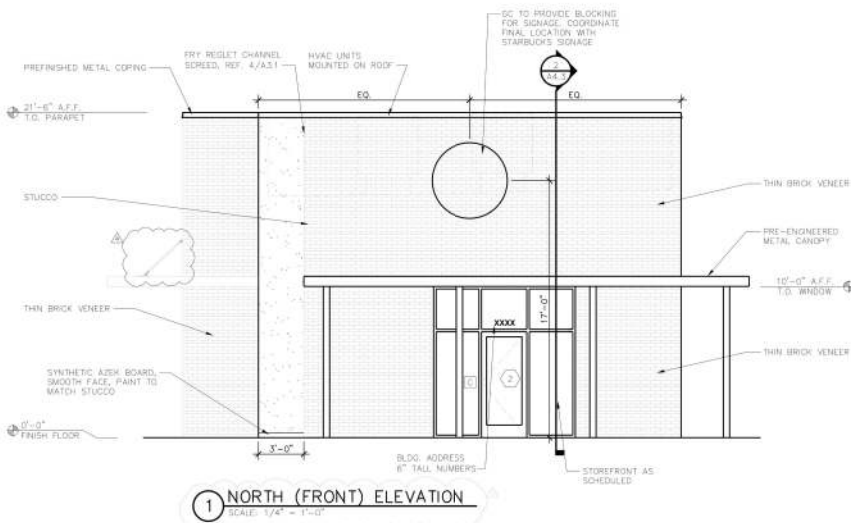 GC TO PROVIDE BLOCKING
FOR SIGNAGE. COORDINATE
FINAL LOCATION WITH
STARBUCKS SIGNAGE
FRY REGLET CHANNEL
SCREED, REF. 4/A3.1
HVAC UNITS
MOUNTED ON ROOF
PREFINISHED METAL COPING
2
A4.3
EQ.
EQ.
21'-6" A.F.F.
T.O. PARAPET
THIN BRICK VENEER
STUCCO
PRE-ENGINEERED
METAL CANOPY
10'-0" A.F.F.
T.O. WINDOW
17'-0"
THIN BRICK VENEER
XXXX
THIN BRICK VENEER
SYNTHETIC AZEK BOARD,
SMOOTH FACE, PAINT TO
MATCH STUCCO
C
2
0'-0"
FINISH FLOOR
3'-0"
BLDG. ADDRESS
6" TALL NUMBERS
STOREFRONT AS
SCHEDULED
1
NORTH (FRONT) ELEVATION
SCALE: 1/4" = 1'-0"